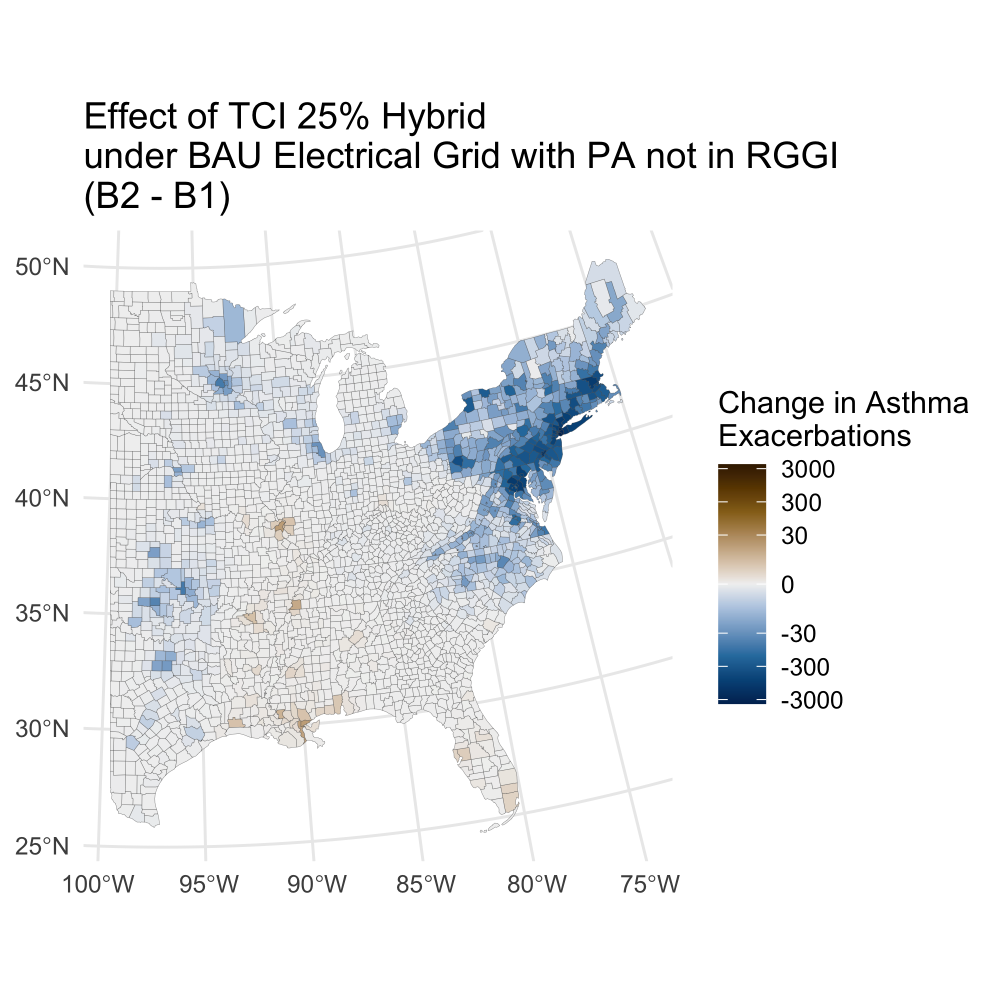 Effect of TCI 25% Hybrid
under BAU Electrical Grid with PA not in RGGI
(B2 - B1)
50°N
45°N
40°N
35°N
30°N
25°N
100°W
95°W
90°W
85°W
80°W
75°W
Change in Asthma
Exacerbations
3000
300
30
0
-30
-300
-3000